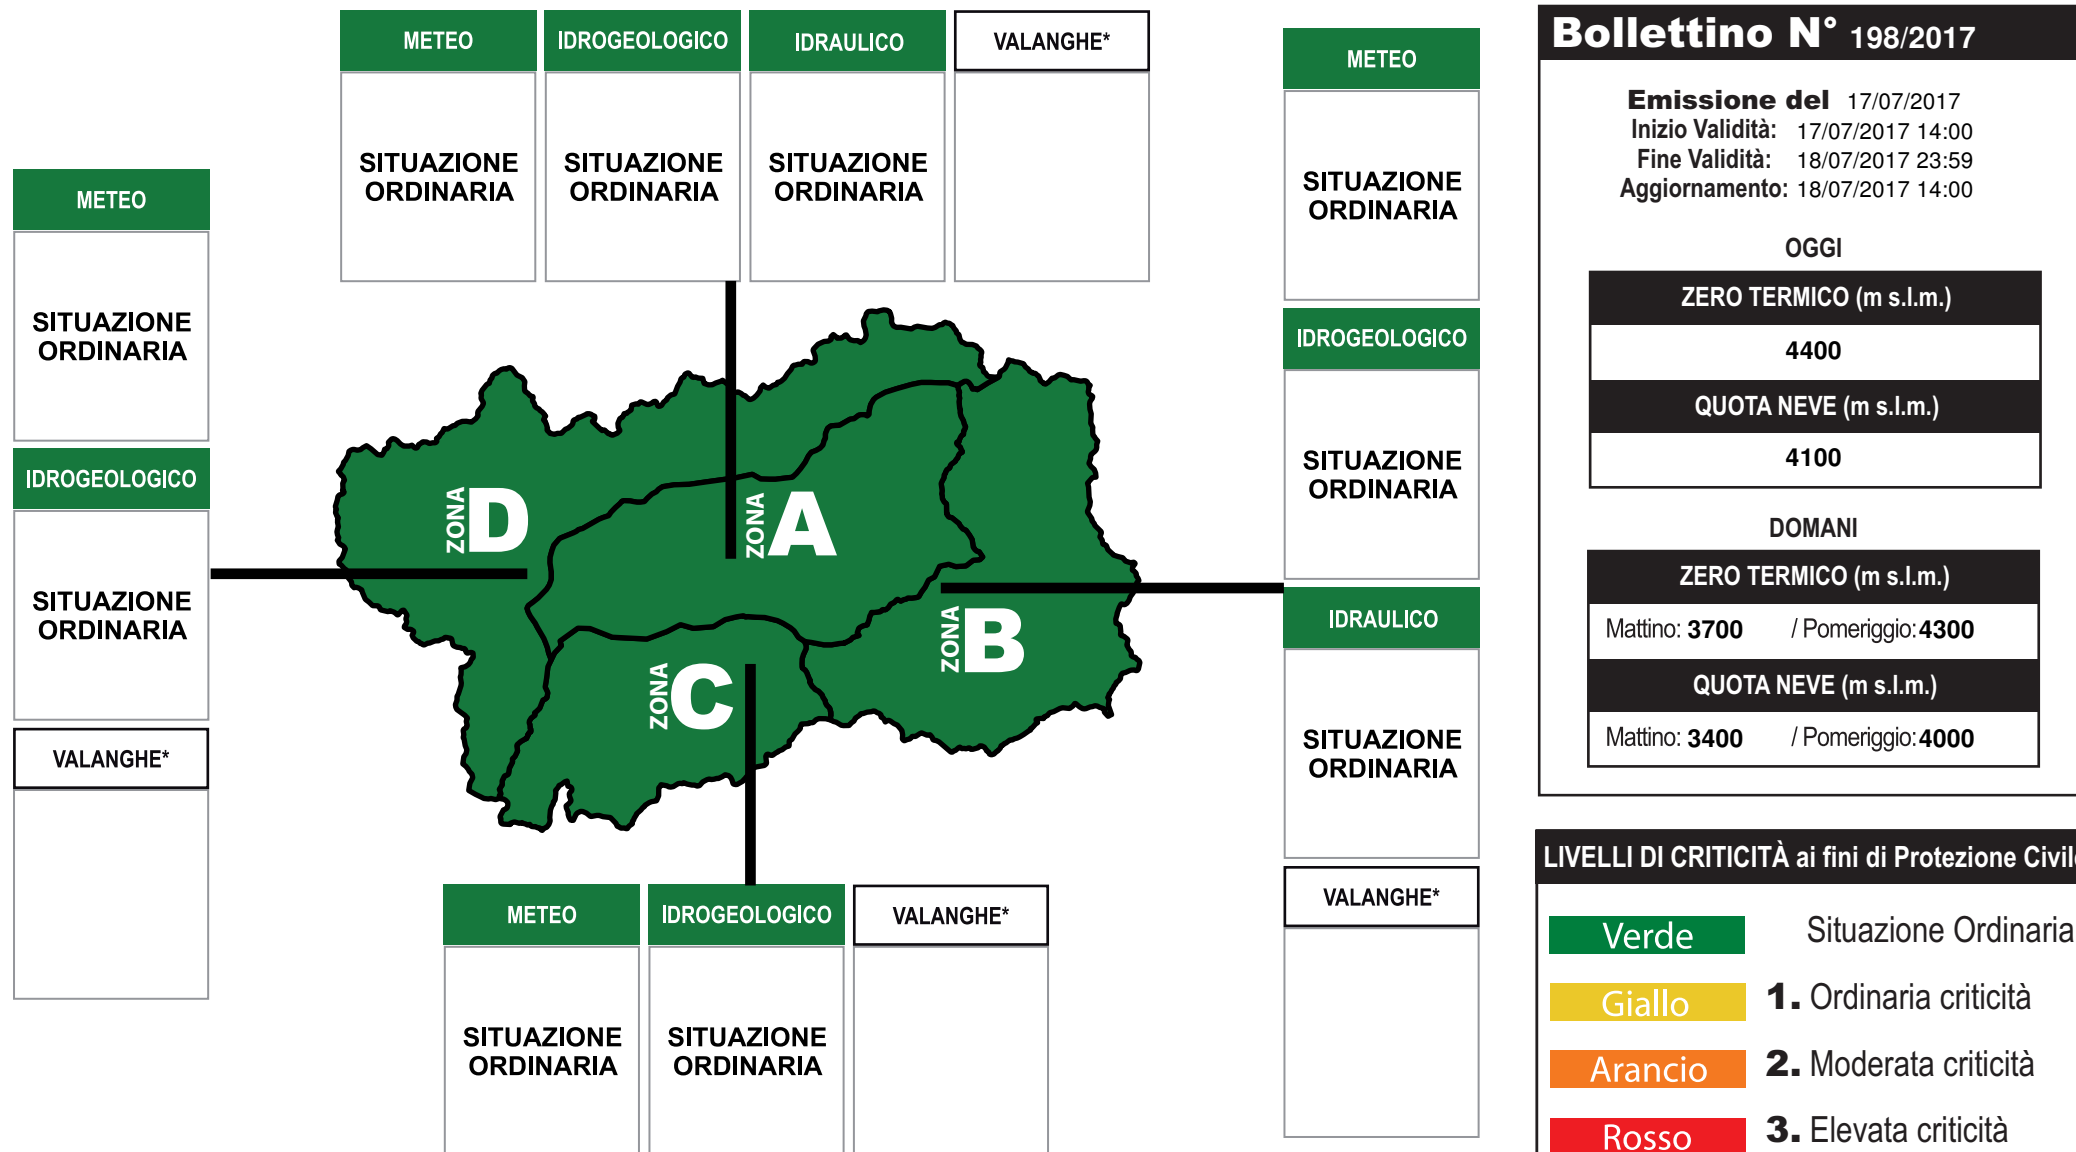 METEO
IDROGEOLOGICO
IDRAULICO
VALANGHE*
SITUAZIONE
ORDINARIA
SITUAZIONE
ORDINARIA
SITUAZIONE
ORDINARIA
METEO
SITUAZIONE
ORDINARIA
IDROGEOLOGICO
SITUAZIONE
ORDINARIA
VALANGHE*
ZONA D
ZONA A
ZONA B
ZONA C
METEO
SITUAZIONE
ORDINARIA
IDROGEOLOGICO
SITUAZIONE
ORDINARIA
IDRAULICO
SITUAZIONE
ORDINARIA
VALANGHE*
METEO
IDROGEOLOGICO
VALANGHE*
SITUAZIONE
ORDINARIA
SITUAZIONE
ORDINARIA
Bollettino N° 198/2017
Emissione del 17/07/2017
Inizio Validità: 17/07/2017 14:00
Fine Validità: 18/07/2017 23:59
Aggiornamento: 18/07/2017 14:00
OGGI
ZERO TERMICO (m s.l.m.)
4400
QUOTA NEVE (m s.l.m.)
4100
DOMANI
ZERO TERMICO (m s.l.m.)
Mattino: 3700 / Pomeriggio: 4300
QUOTA NEVE (m s.l.m.)
Mattino: 3400 / Pomeriggio: 4000
LIVELLI DI CRITICITÀ ai fini di Protezione Civile
Verde Situazione Ordinaria
Giallo 1. Ordinaria criticità
Arancio 2. Moderata criticità
Rosso 3. Elevata criticità